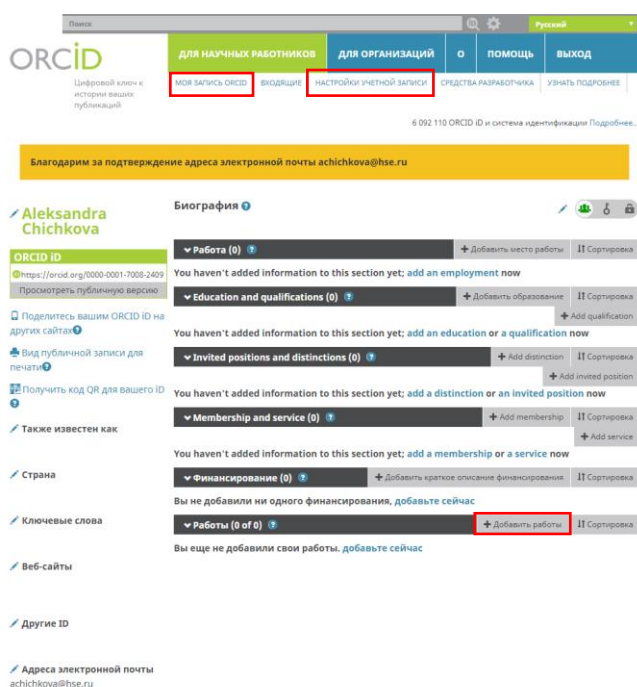 Поиск
Русский
ORCID
ДЛЯ НАУЧНЫХ РАБОТНИКОВ ДЛЯ ОРГАНИЗАЦИЙ О ПОМОЩЬ ВЫХОД
Цифровой ключ к
истории ваших
публикаций
МОЯ ЗАПИСЬ ORCID ВХОДЯЩИЕ НАСТРОЙКИ УЧЕТНОЙ ЗАПИСИ СРЕДСТВА РАЗРАБОТЧИКА УЗНАТЬ ПОДРОБНЕЕ
6 092 110 ORCID iD и система идентификации Подробнее...
Благодарим за подтверждение адреса электронной почты achichkova@hse.ru
Aleksandra
Chichkova
ORCID iD
https://orcid.org/0000-0001-7008-2409
Просмотреть публичную версию
Поделитесь вашим ORCID iD на
других сайтах
Вид публичной записи для
печати
Получить код QR для вашего iD
Также известен как
Страна
Ключевые слова
Веб-сайты
Другие ID
Адреса электронной почты
achichkova@hse.ru
Биография
Работа (0) Добавить место работы Сортировка
You haven't added information to this section yet; add an employment now
Education and qualifications (0) Добавить образование Сортировка
Add qualification
You haven't added information to this section yet; add an education or a qualification now
Invited positions and distinctions (0) Add distinction Сортировка
Add invited position
You haven't added information to this section yet; add a distinction or an invited position now
Membership and service (0) Add membership Сортировка
Add service
You haven't added information to this section yet; add a membership or a service now
Финансирование (0) Добавить краткое описание финансирования Сортировка
Вы не добавили ни одного финансирования, добавьте сейчас
Работы (0 of 0) Добавить работы Сортировка
Вы еще не добавили свои работы, добавьте сейчас